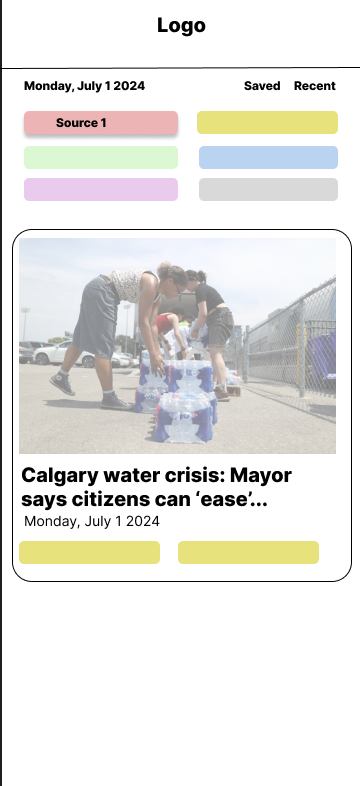 Logo
Monday, July 1 2024
Saved Recent
Source 1
Calgary water crisis: Mayor
says citizens can ‘ease’...
Monday, July 1 2024